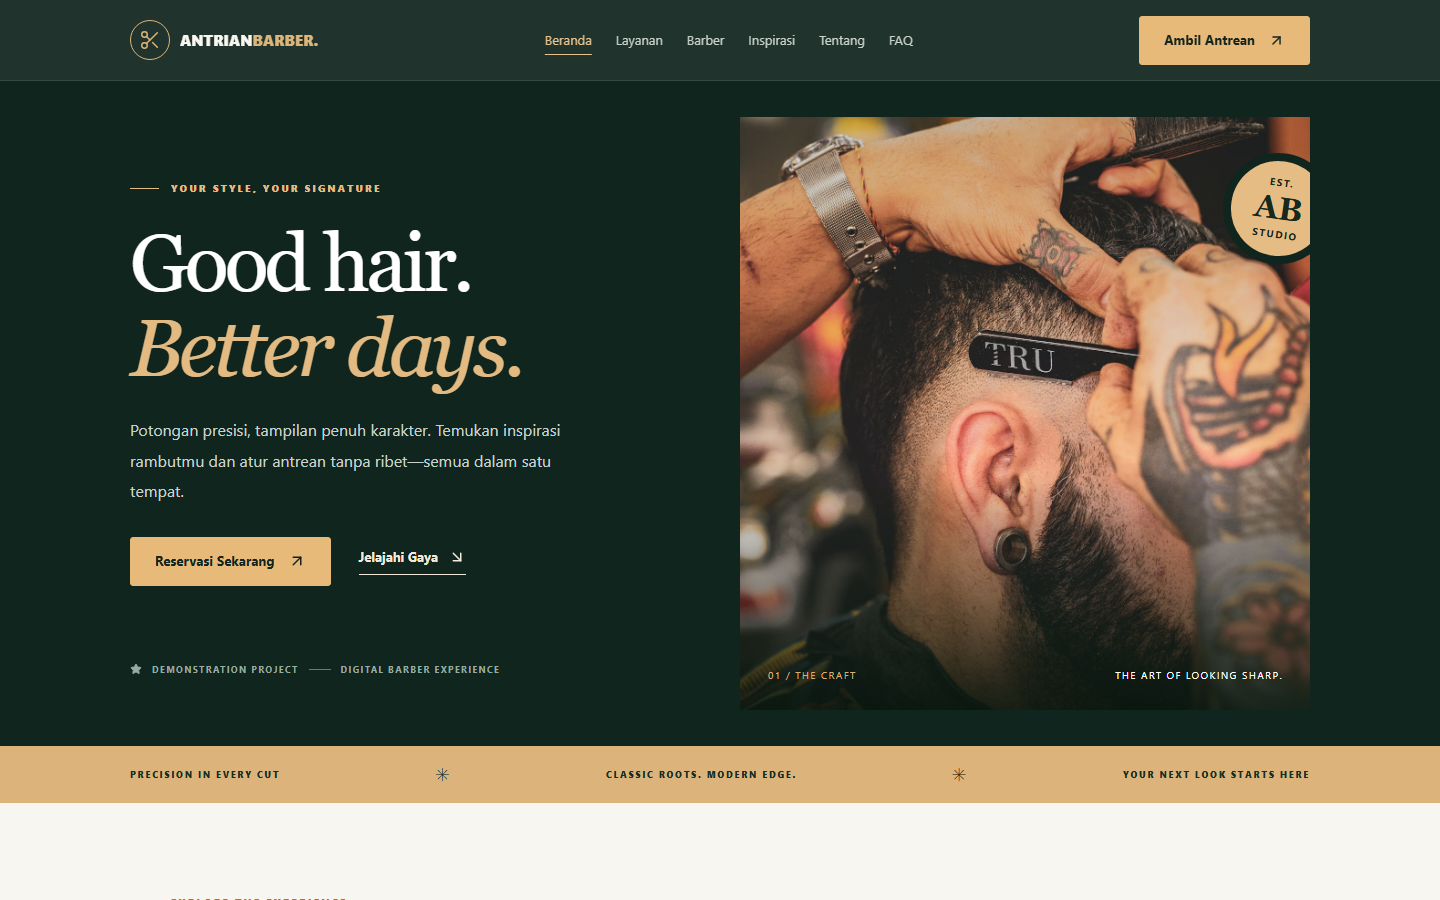 ANTRIANBARBER.
Beranda
Layanan
Barber
Inspirasi
Tentang
FAQ
Ambil Antrean
YOUR STYLE, YOUR SIGNATURE
Good hair.
Better days.
Potongan presisi, tampilan penuh karakter. Temukan inspirasi
rambutmu dan atur antrean tanpa ribet—semua dalam satu
tempat.
Reservasi Sekarang
Jelajahi Gaya
DEMONSTRATION PROJECT
DIGITAL BARBER EXPERIENCE
EST.
AB
STUDIO
TRU
01 / THE CRAFT
THE ART OF LOOKING SHARP.
PRECISION IN EVERY CUT
CLASSIC ROOTS. MODERN EDGE.
YOUR NEXT LOOK STARTS HERE